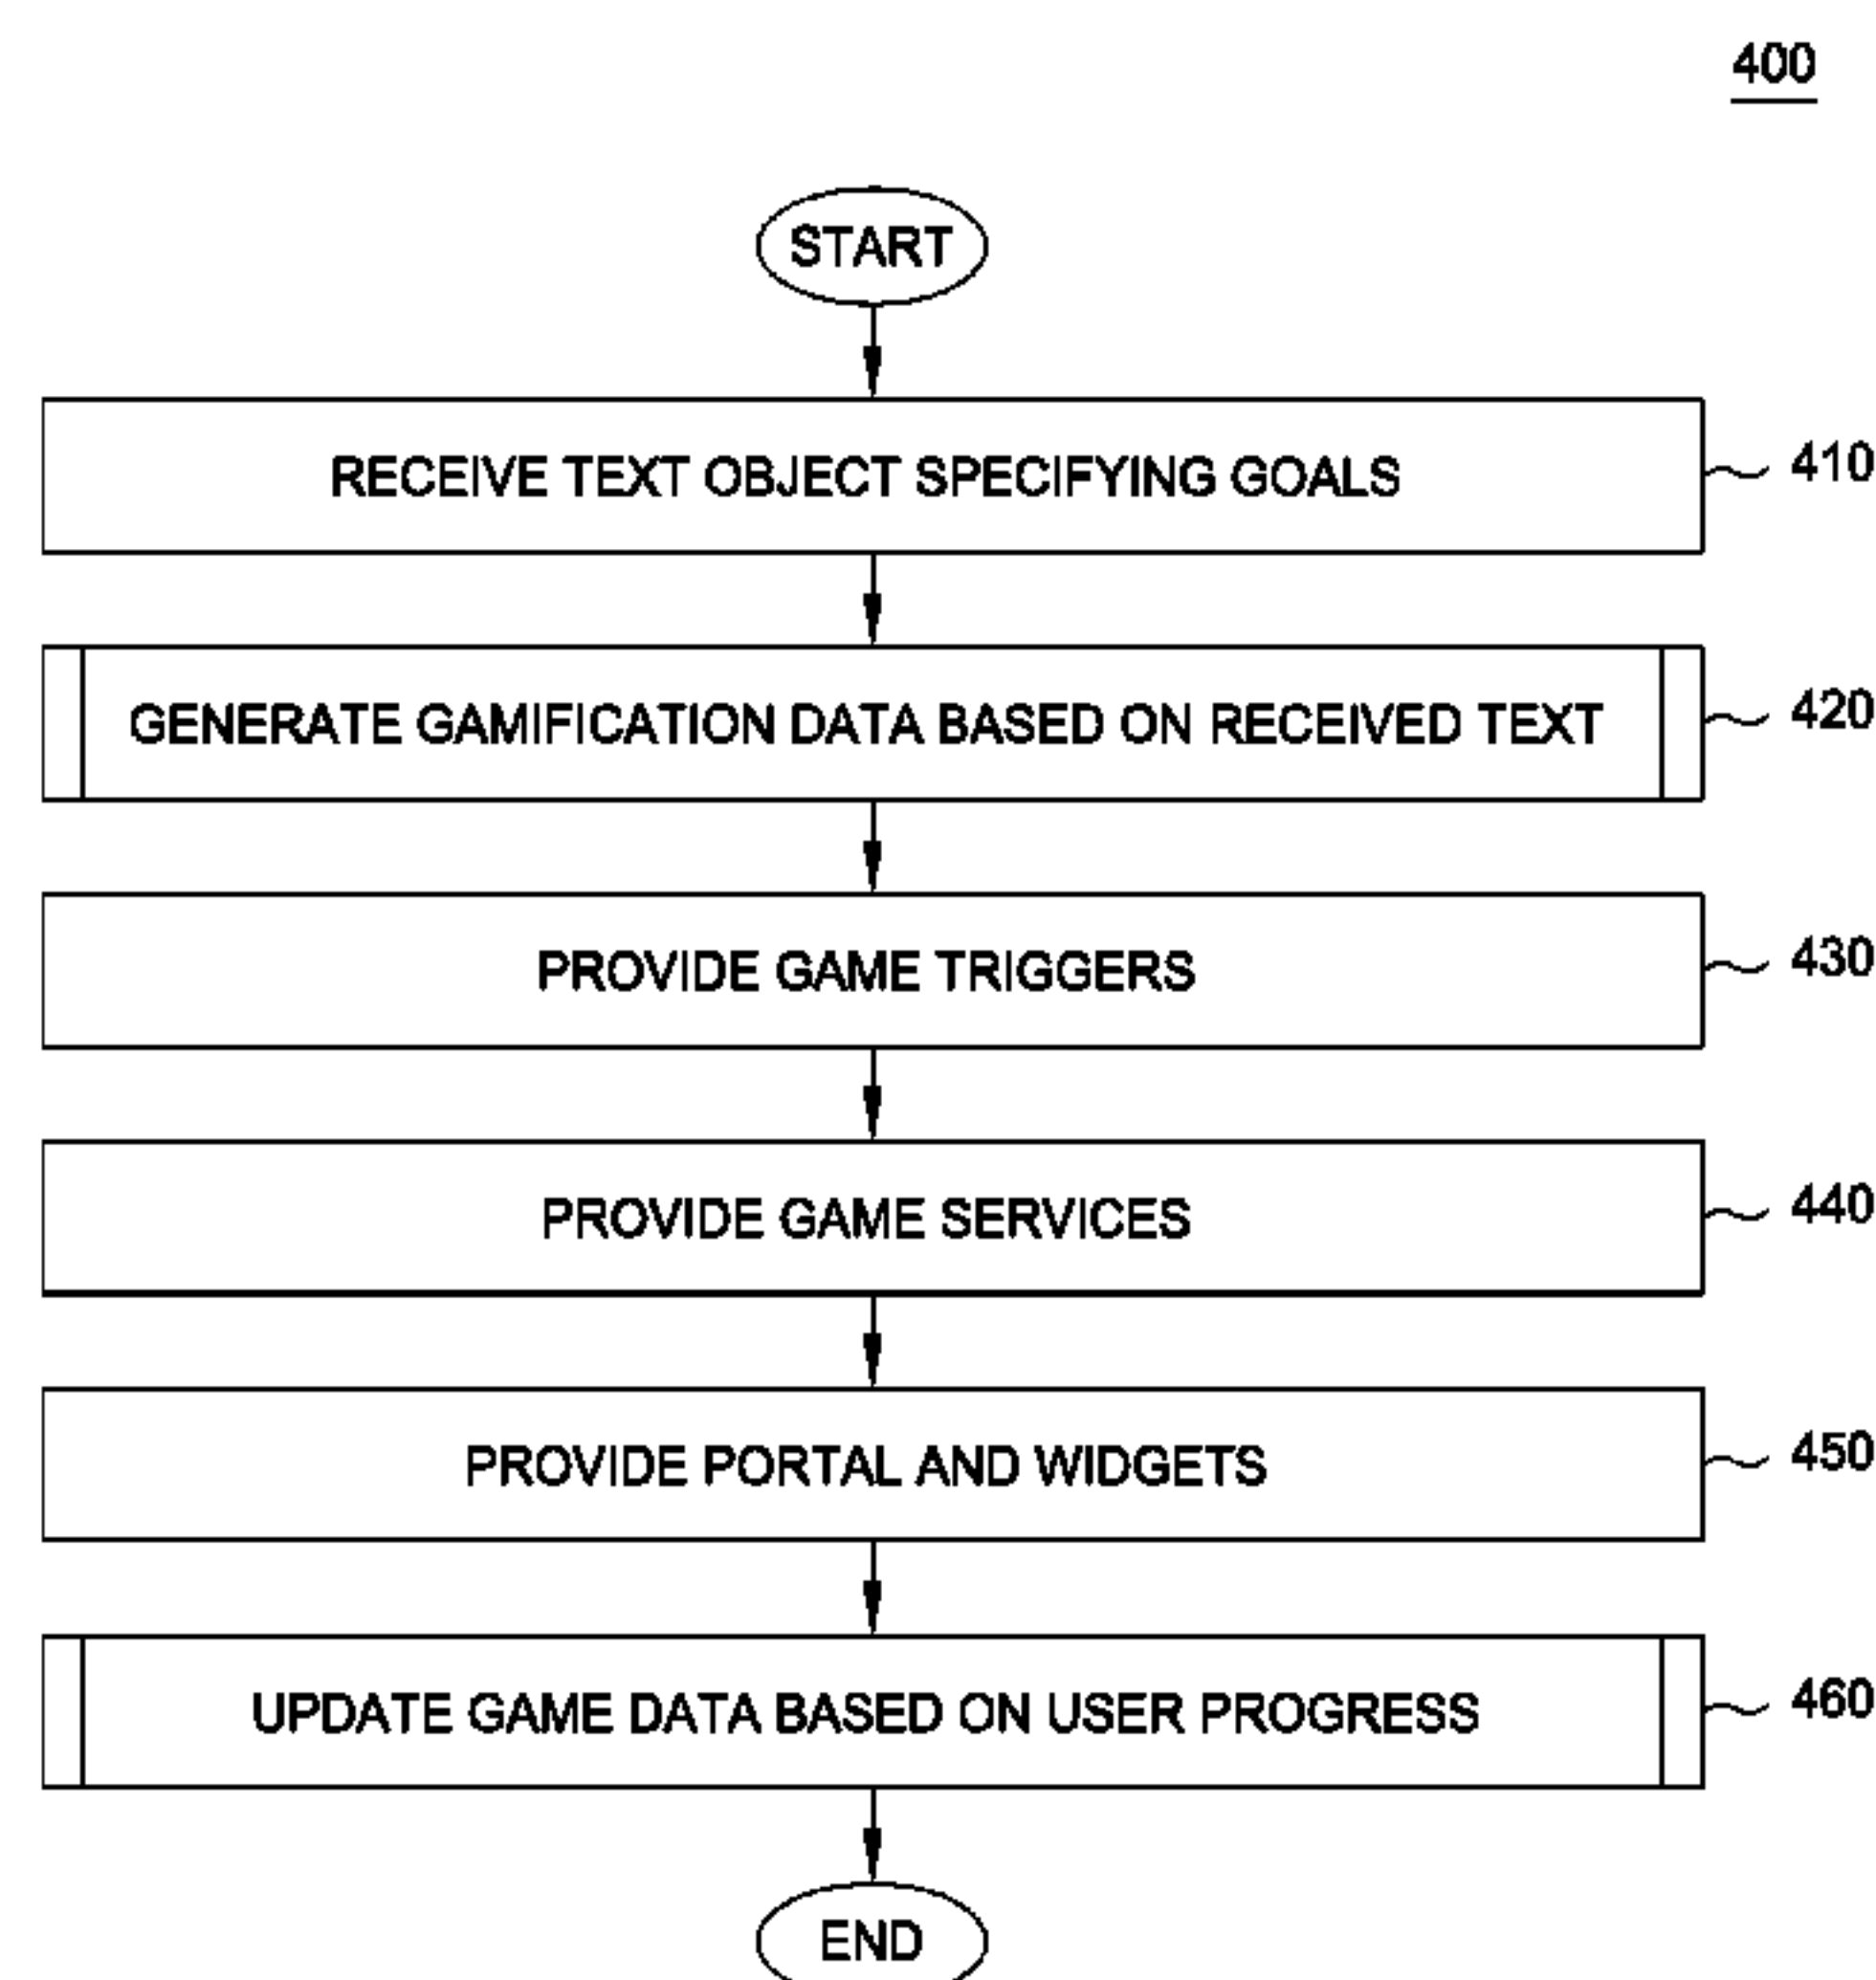 400
START
RECEIVE TEXT OBJECT SPECIFYING GOALS
410
GENERATE GAMIFICATION DATA BASED ON RECEIVED TEXT
420
PROVIDE GAME TRIGGERS
430
PROVIDE GAME SERVICES
440
PROVIDE PORTAL AND WIDGETS
450
UPDATE GAME DATA BASED ON USER PROGRESS
460
END